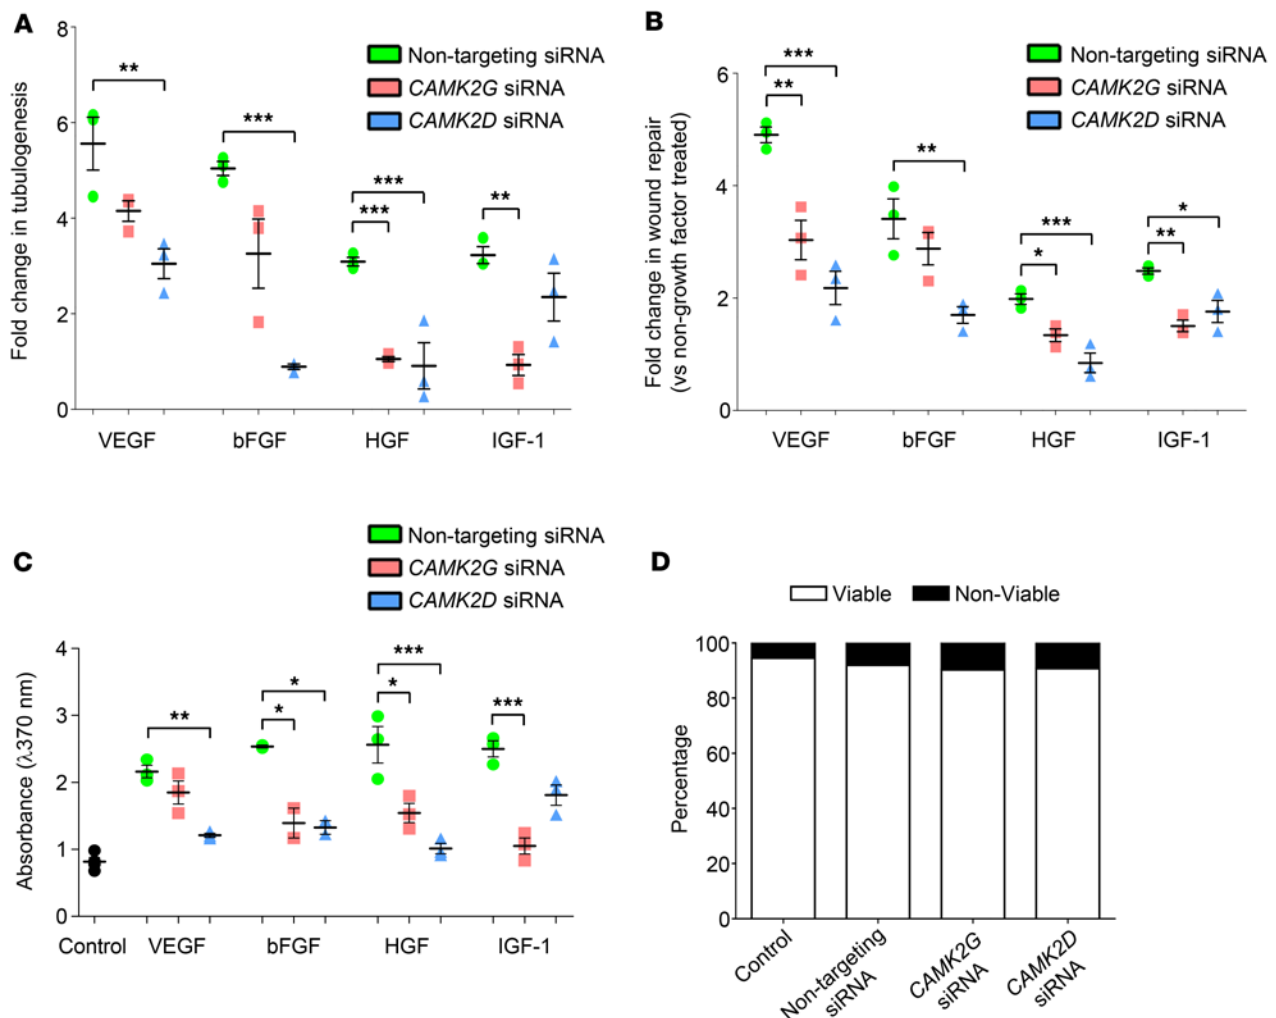 A
8
6
4
2
0
Fold change in tubulogenesis
Non-targeting siRNA
CAMK2G siRNA
CAMK2D siRNA
**
***
***
***
**
VEGF bFGF HGF IGF-1
B
6
4
2
0
Fold change in wound repair
(vs non-growth factor treated)
Non-targeting siRNA
CAMK2G siRNA
CAMK2D siRNA
***
**
**
***
*
*
**
VEGF bFGF HGF IGF-1
C
Non-targeting siRNA
CAMK2G siRNA
CAMK2D siRNA
4
3
2
1
0
Absorbance (λ370 nm)
**
*
*
***
*
***
Control VEGF bFGF HGF IGF-1
D
Viable Non-Viable
100
80
60
40
20
0
Percentage
Control
Non-targeting
siRNA
CAMK2G
siRNA
CAMK2D
siRNA